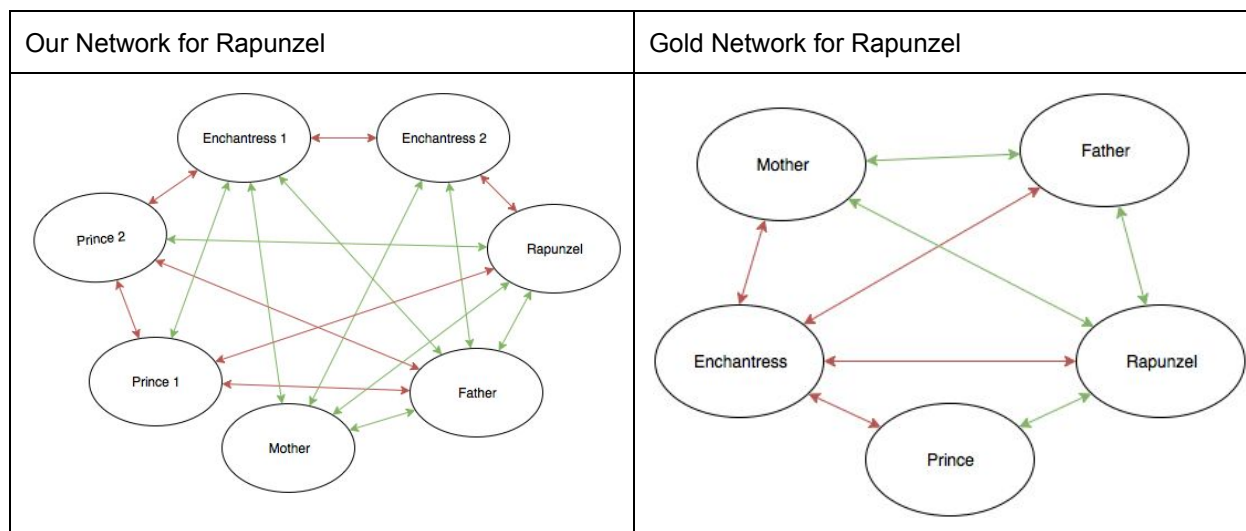 Our Network for Rapunzel
Gold Network for Rapunzel
Enchantress 1
Enchantress 2
Prince 2
Rapunzel
Prince 1
Father
Mother
Mother
Father
Enchantress
Rapunzel
Prince